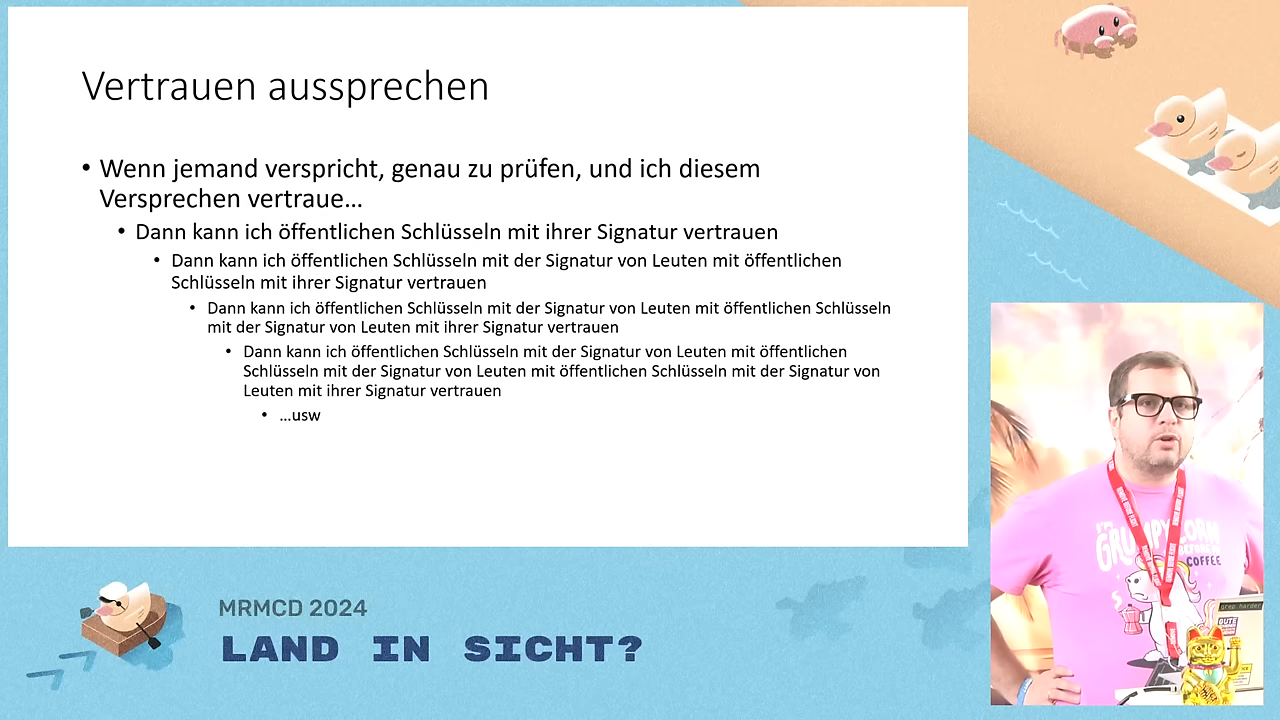 Vertrauen aussprechen
• Wenn jemand verspricht, genau zu prüfen, und ich diesem
Versprechen vertraue...
• Dann kann ich öffentlichen Schlüsseln mit ihrer Signatur vertrauen
• Dann kann ich öffentlichen Schlüsseln mit der Signatur von Leuten mit öffentlichen
Schlüsseln mit ihrer Signatur vertrauen
• Dann kann ich öffentlichen Schlüsseln mit der Signatur von Leuten mit öffentlichen Schlüsseln
mit der Signatur von Leuten mit ihrer Signatur vertrauen
• Dann kann ich öffentlichen Schlüsseln mit der Signatur von Leuten mit öffentlichen
Schlüsseln mit der Signatur von Leuten mit öffentlichen Schlüsseln mit der Signatur von
Leuten mit ihrer Signatur vertrauen
• ...usw
MRMCD 2024
LAND IN SICHT?
COFFEE
grep harder